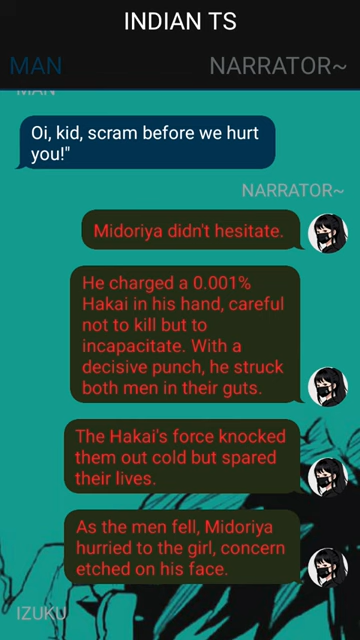 INDIAN TS
MAN
NARRATOR~
MAN
Oi, kid, scram before we hurt
you!"
NARRATOR~
Midoriya didn't hesitate.
He charged a 0.001%
Hakai in his hand, careful
not to kill but to
incapacitate. With a
decisive punch, he struck
both men in their guts.
The Hakai's force knocked
them out cold but spared
their lives.
As the men fell, Midoriya
hurried to the girl, concern
etched on his face.
IZUKU